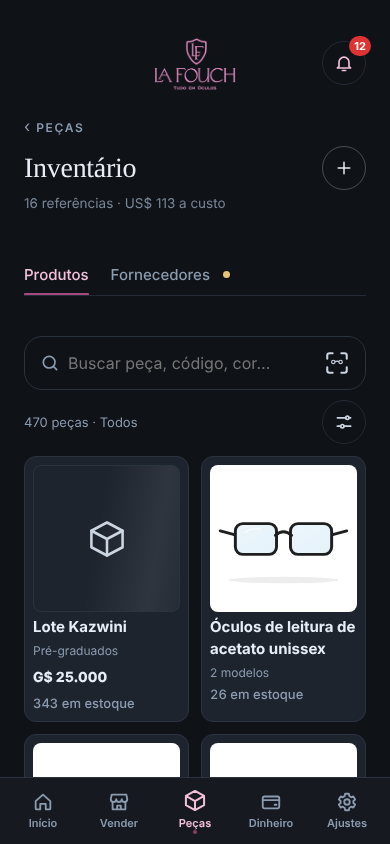 LF
LA FOUCH
TUDO EM ÓCULOS
12
PEÇAS
Inventário
16 referências · US$ 113 a custo
Produtos
Fornecedores
Buscar peça, código, cor...
470 peças · Todos
Lote Kazwini
Pré-graduados
G$ 25.000
343 em estoque
Óculos de leitura de
acetato unissex
2 modelos
26 em estoque
Início
Vender
Peças
Dinheiro
Ajustes